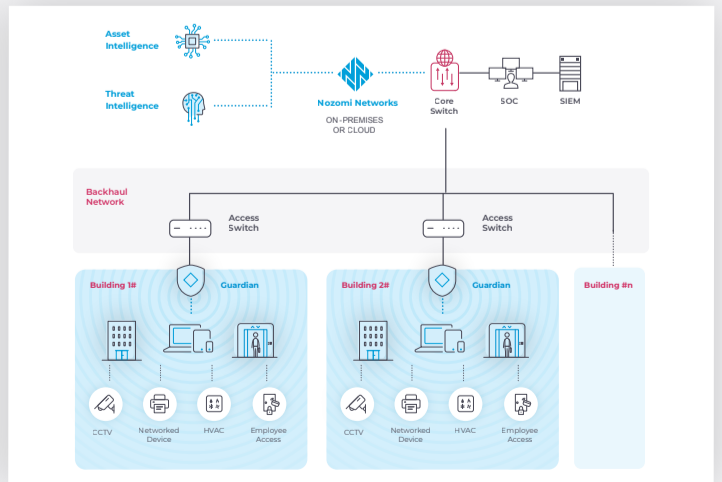 Asset
Intelligence
Threat
Intelligence
Nozomi Networks
ON-PREMISES
OR CLOUD
Core
Switch
SOC
SIEM
Backhaul
Network
Access
Switch
Access
Switch
Building 1#
Guardian
Building 2#
Guardian
Building #n
CCTV
Networked
Device
HVAC
Employee
Access
CCTV
Networked
Device
HVAC
Employee
Access